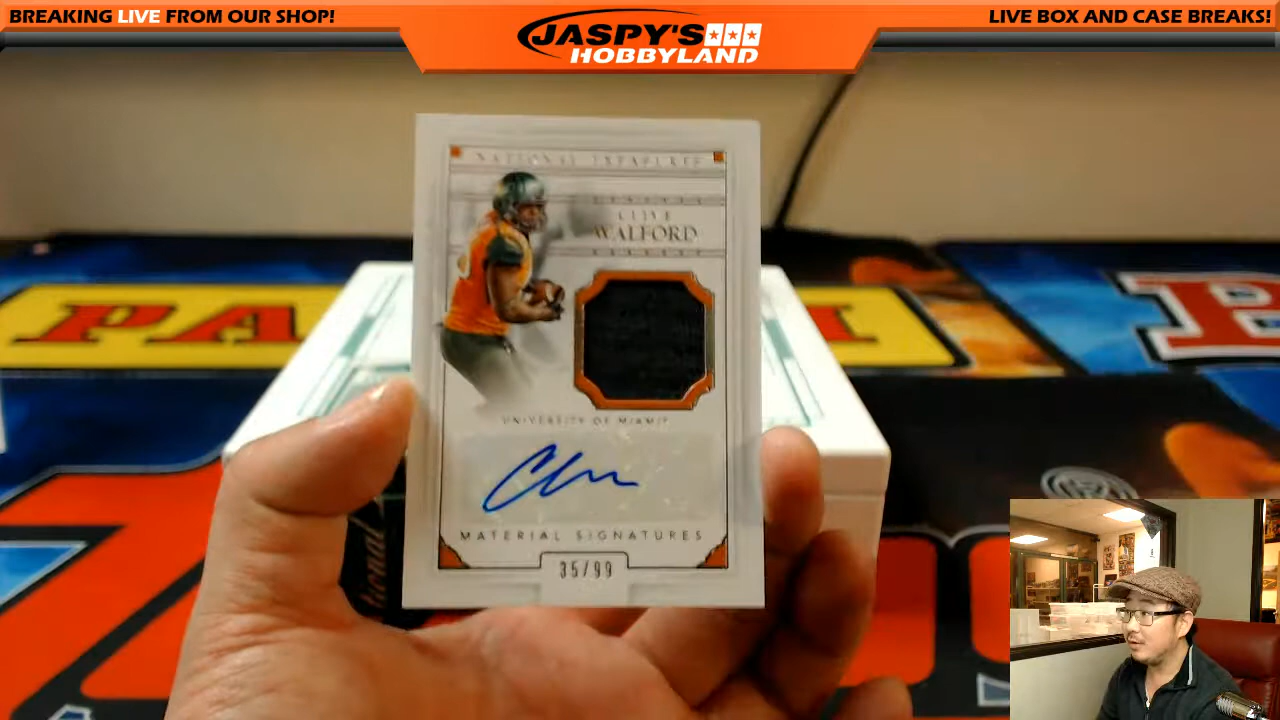 BREAKING LIVE FROM OUR SHOP!
JASPY'S
HOBBYLAND
LIVE BOX AND CASE BREAKS!
NATIONAL TREASURES
CLIVE
WALFORD
UNIVERSITY OF MIAMI
MATERIAL SIGNATURES
35/99
PA